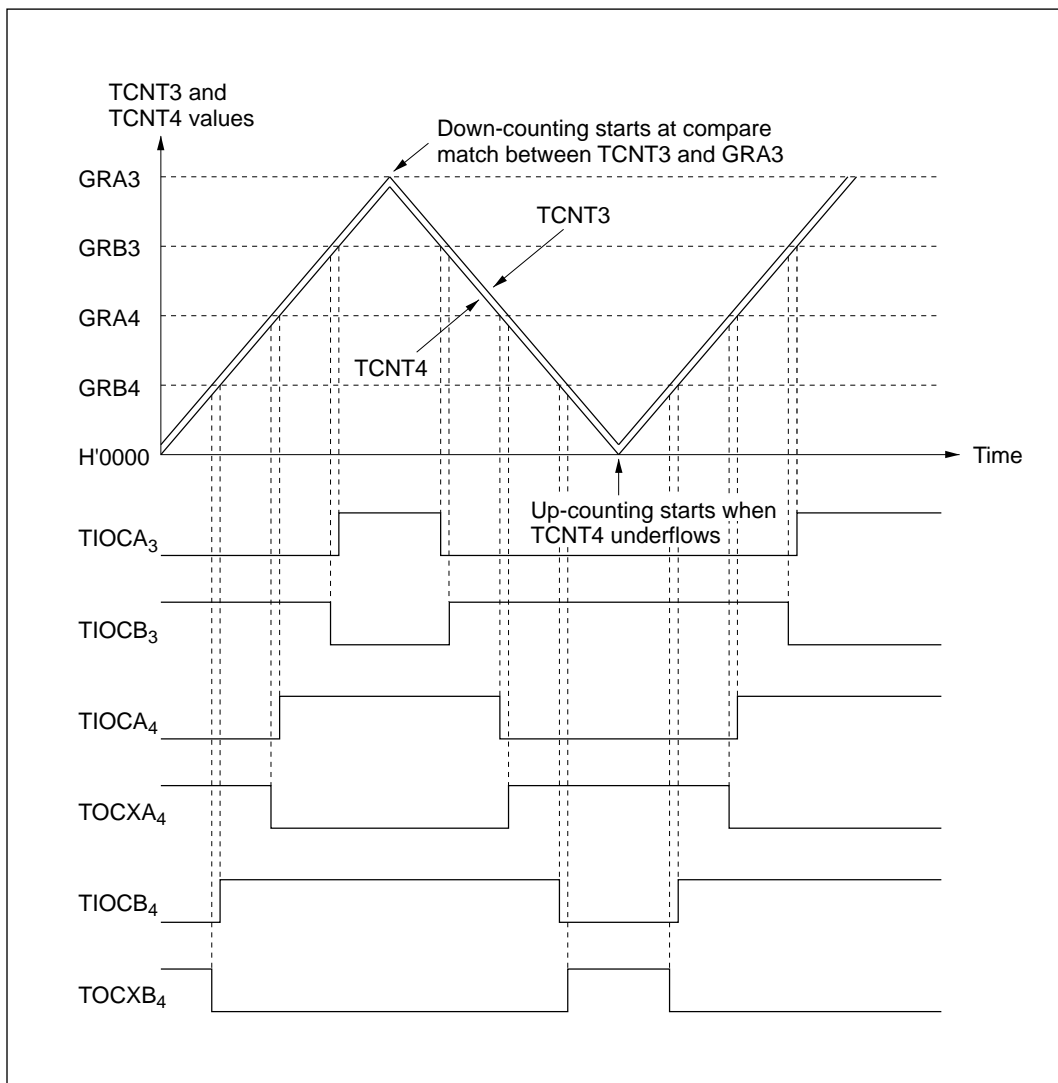 TCNT3 and
TCNT4 values
Down-counting starts at compare
match between TCNT3 and GRA3
GRA3
TCNT3
GRB3
GRA4
TCNT4
GRB4
H'0000
Time
Up-counting starts when
TCNT4 underflows
TIOCA3
TIOCB3
TIOCA4
TOCXA4
TIOCB4
TOCXB4